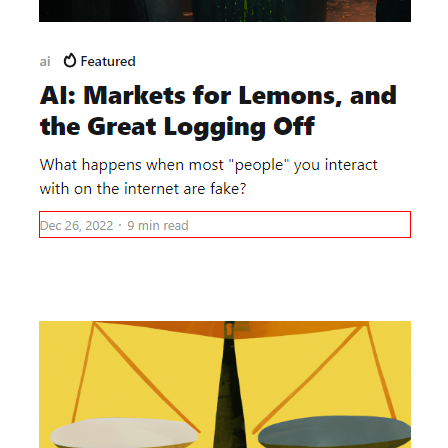 ai Featured
AI: Markets for Lemons, and
the Great Logging Off
What happens when most "people" you interact
with on the internet are fake?
Dec 26, 2022 · 9 min read